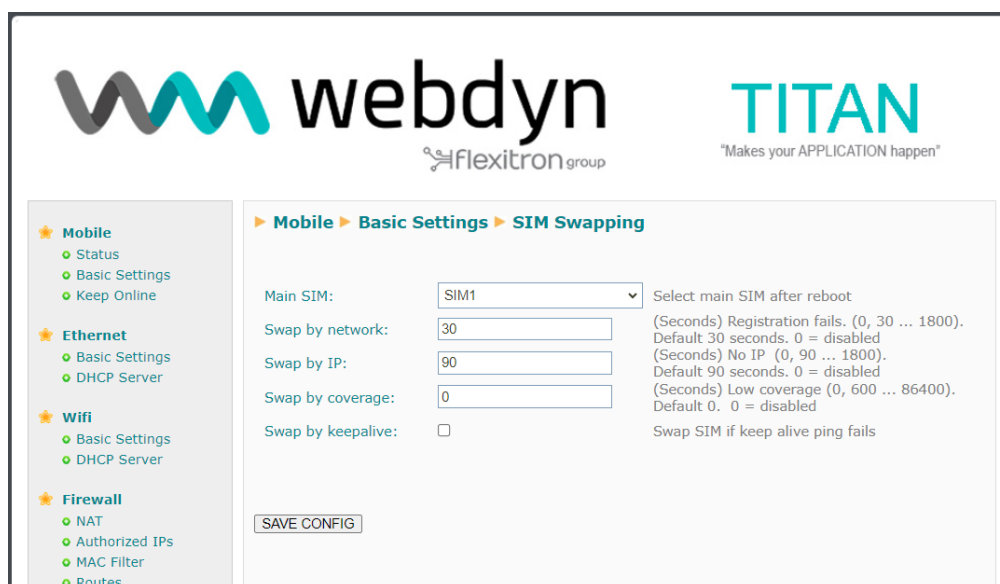 webdyn
flexitron group
TITAN
"Makes your APPLICATION happen"
Mobile
Status
Basic Settings
Keep Online
Ethernet
Basic Settings
DHCP Server
Wifi
Basic Settings
DHCP Server
Firewall
NAT
Authorized IPs
MAC Filter
Routes
Mobile Basic Settings SIM Swapping
Main SIM: SIM1 Select main SIM after reboot
Swap by network: 30 (Seconds) Registration fails. (0, 30 ... 1800).
Default 30 seconds. 0 = disabled
Swap by IP: 90 (Seconds) No IP (0, 90 ... 1800).
Default 90 seconds. 0 = disabled
Swap by coverage: 0 (Seconds) Low coverage (0, 600 ... 86400).
Default 0. 0 = disabled
Swap by keepalive: Swap SIM if keep alive ping fails
SAVE CONFIG